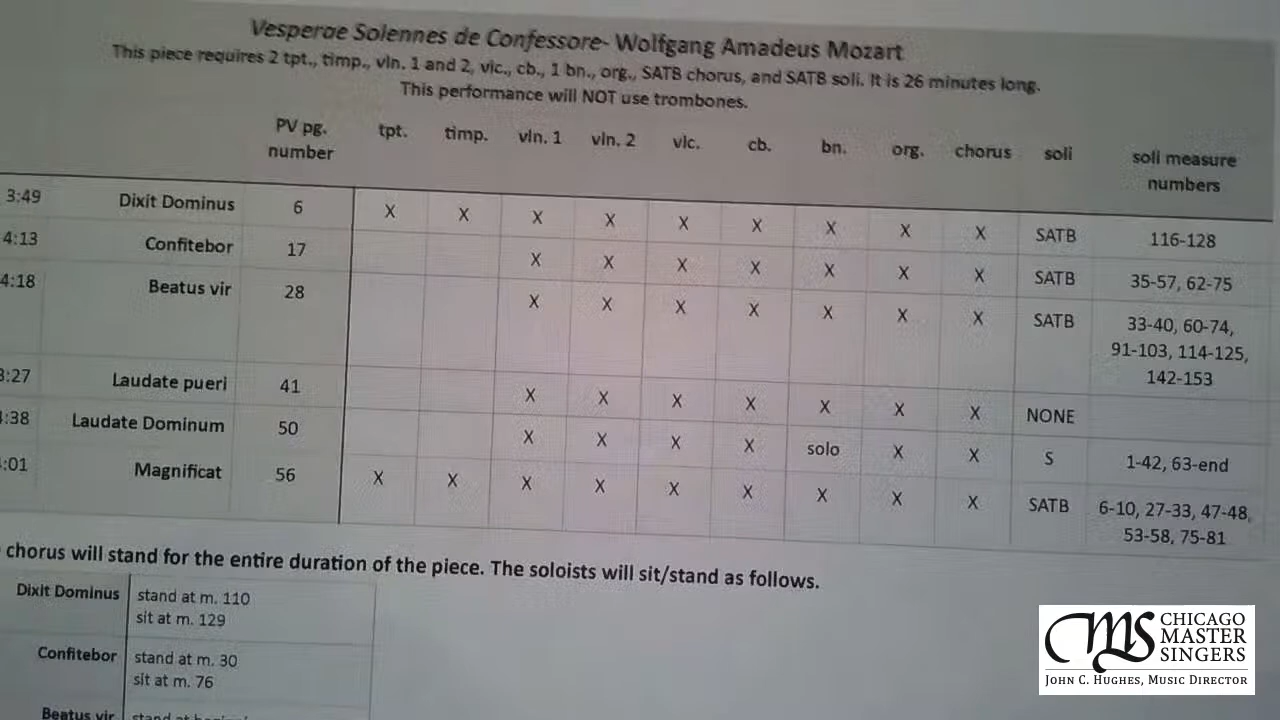 Vesperae Solennes de Confessore- Wolfgang Amadeus Mozart
This piece requires 2 tpt., timp., vln. 1 and 2, vlc., cb., 1 bn., org., SATB chorus, and SATB soli. It is 26 minutes long.
This performance will NOT use trombones.
PV pg. number tpt. timp. vln. 1 vln. 2 vlc. cb. bn. org. chorus soli soli measure numbers
3:49 Dixit Dominus 6 X X X X X X X X X SATB 116-128
4:13 Confitebor 17 X X X X X X X SATB 35-57, 62-75
4:18 Beatus vir 28 X X X X X X X SATB 33-40, 60-74,
91-103, 114-125,
142-153
3:27 Laudate pueri 41 X X X X X X X NONE
:38 Laudate Dominum 50 X X X X solo X X S 1-42, 63-end
:01 Magnificat 56 X X X X X X X X X SATB 6-10, 27-33, 47-48,
53-58, 75-81
chorus will stand for the entire duration of the piece. The soloists will sit/stand as follows.
Dixit Dominus stand at m. 110
sit at m. 129
Confitebor stand at m. 30
sit at m. 76
Beatus vir stand at
CMS CHICAGO
MASTER
SINGERS
JOHN C. HUGHES, MUSIC DIRECTOR